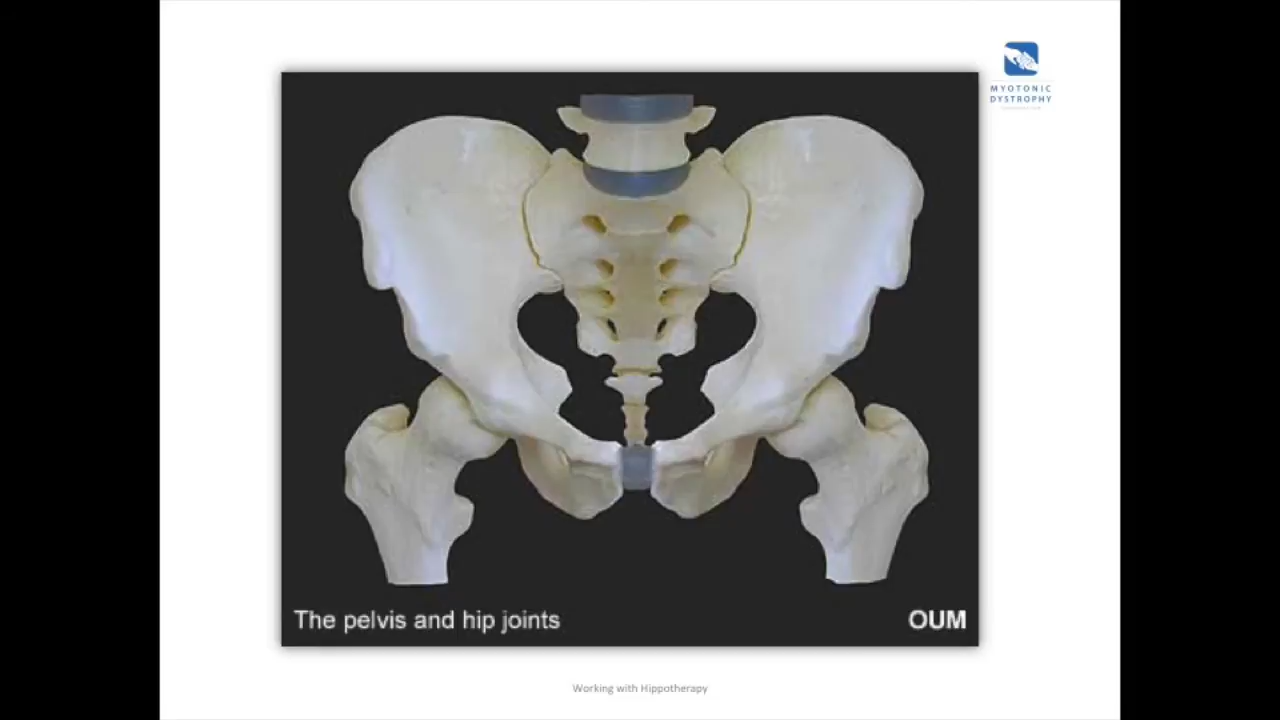 MYOTONIC
DYSTROPHY
The pelvis and hip joints
OUM
Working with Hippotherapy